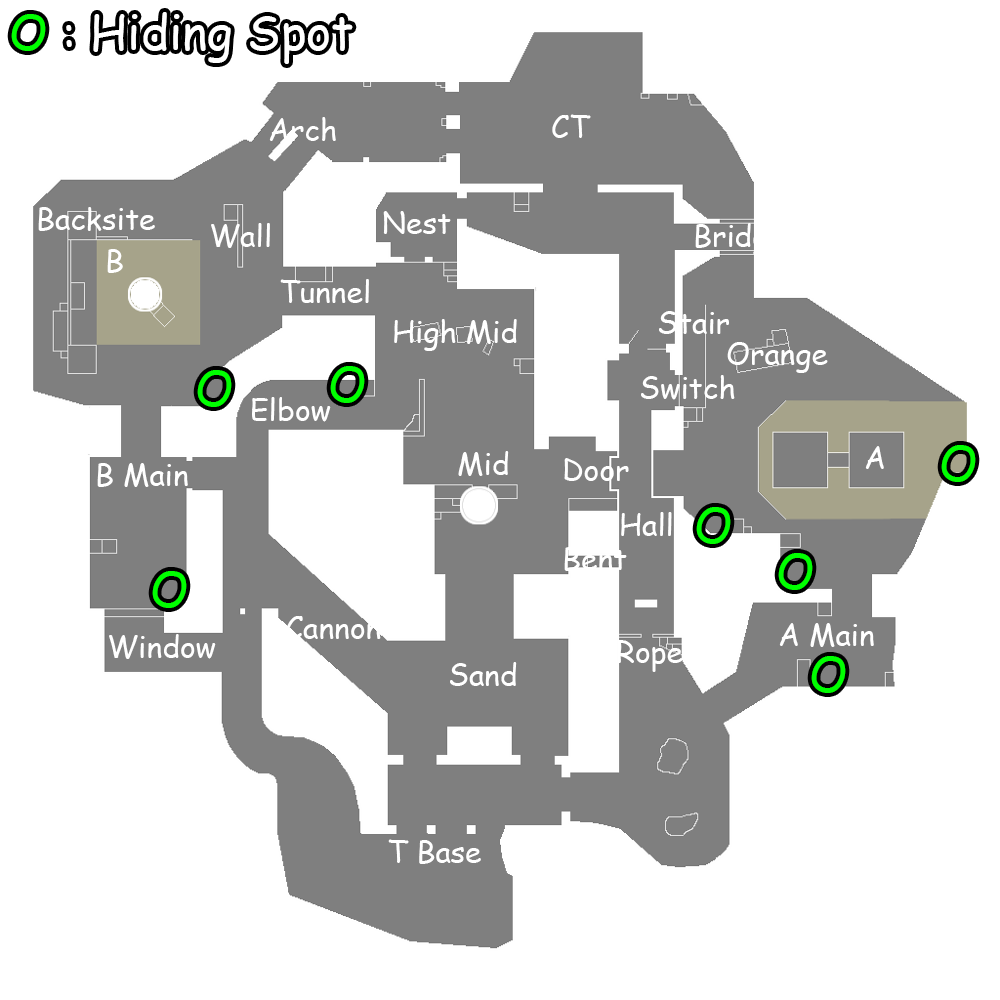 O : Hiding Spot
Arch
CT
Backsite
Wall
Nest
Brid
B
Tunnel
High Mid
Stair
Orange
Switch
Elbow
B Main
Mid
Door
A
Hall
Bent
Cannon
Window
Rope
A Main
Sand
T Base